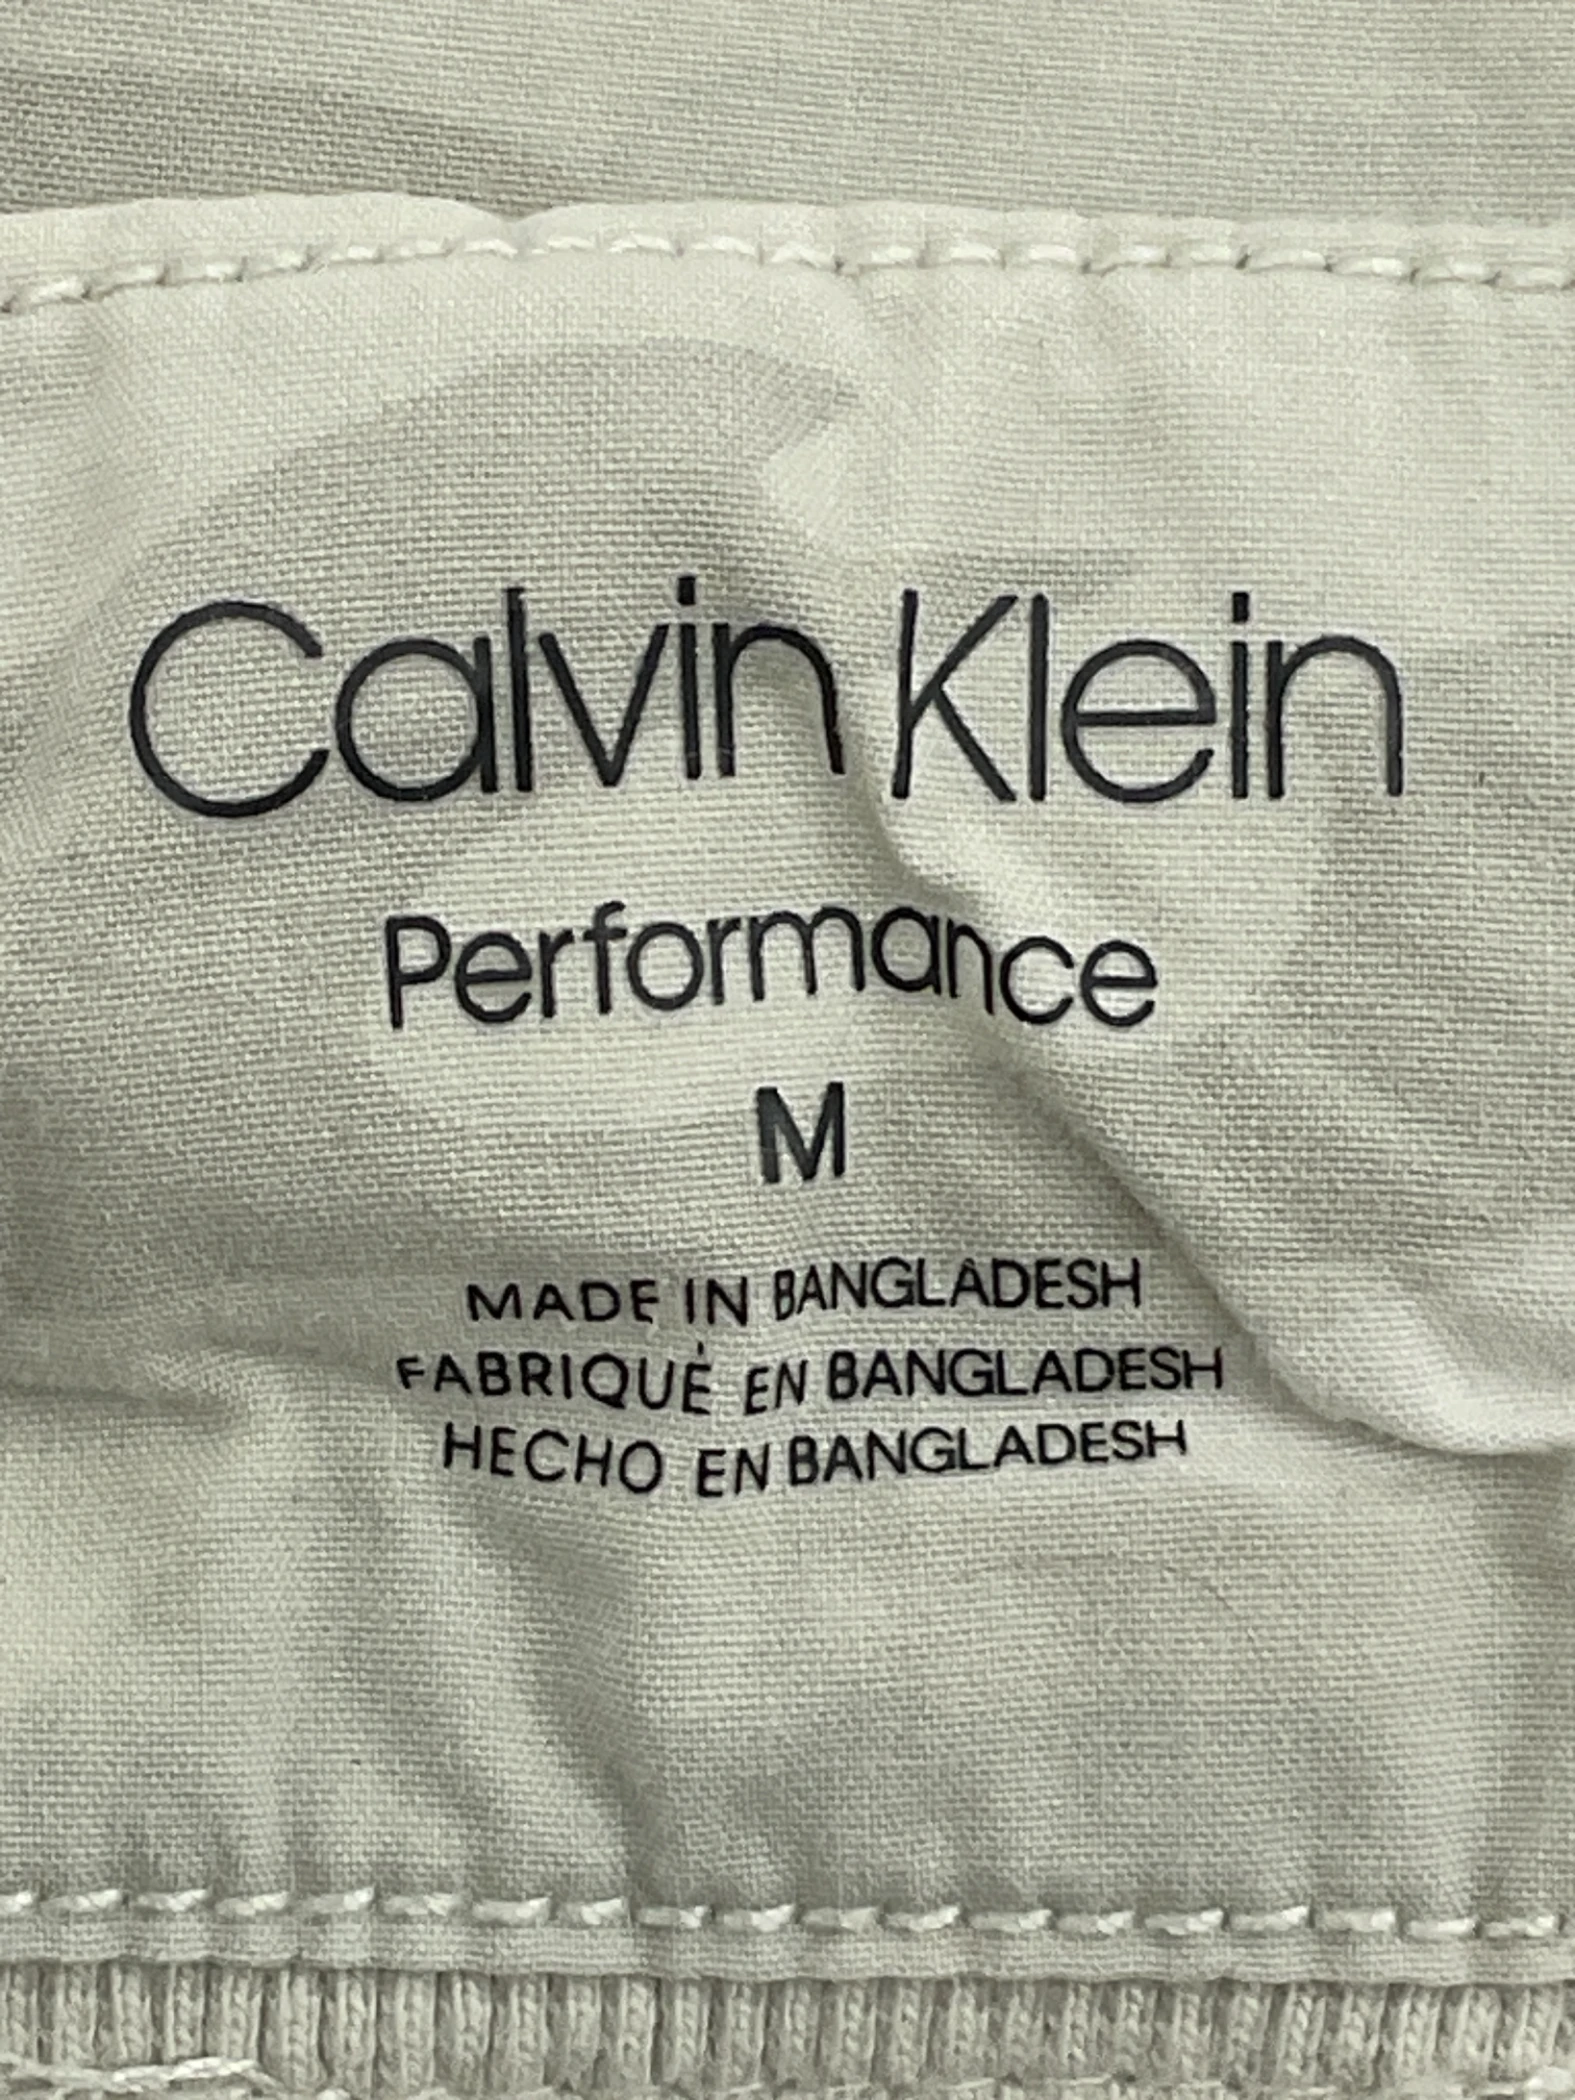 Calvin Klein
Performance
M
MADE IN BANGLADESH
FABRIQUÉ EN BANGLADESH
HECHO EN BANGLADESH